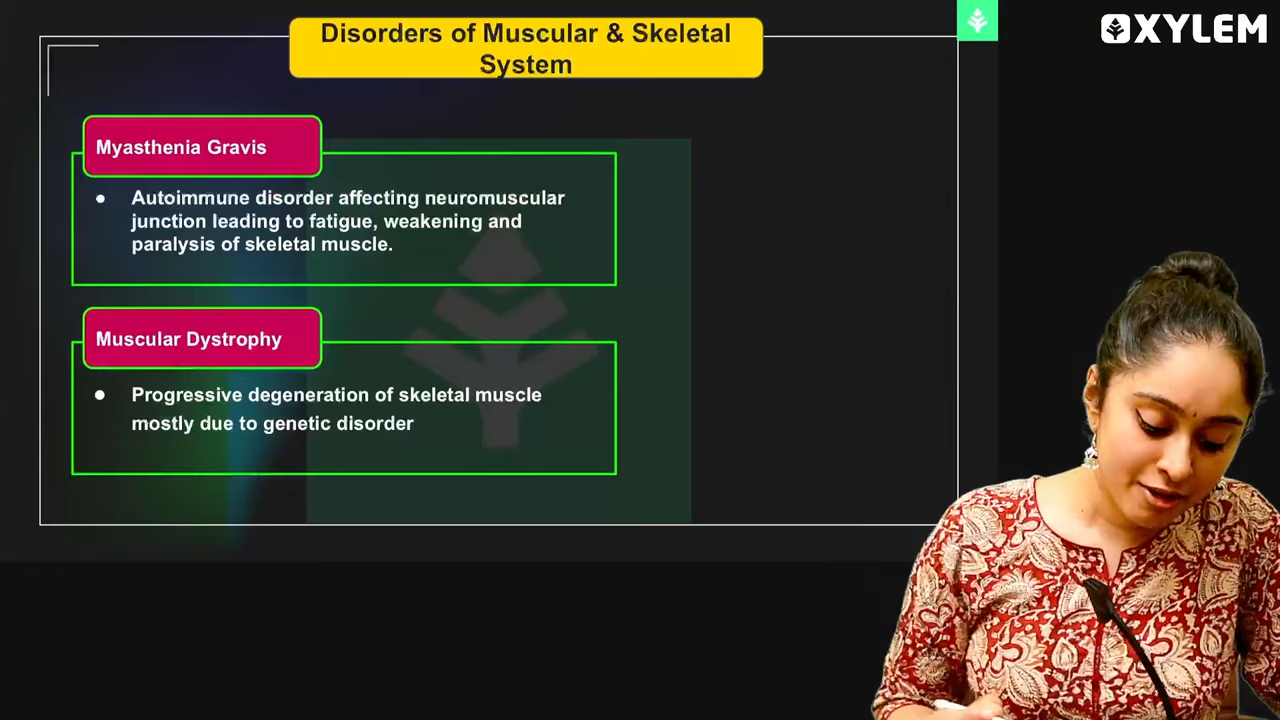 Disorders of Muscular & Skeletal
System
XYLEM
Myasthenia Gravis
● Autoimmune disorder affecting neuromuscular
junction leading to fatigue, weakening and
paralysis of skeletal muscle.
Muscular Dystrophy
● Progressive degeneration of skeletal muscle
mostly due to genetic disorder